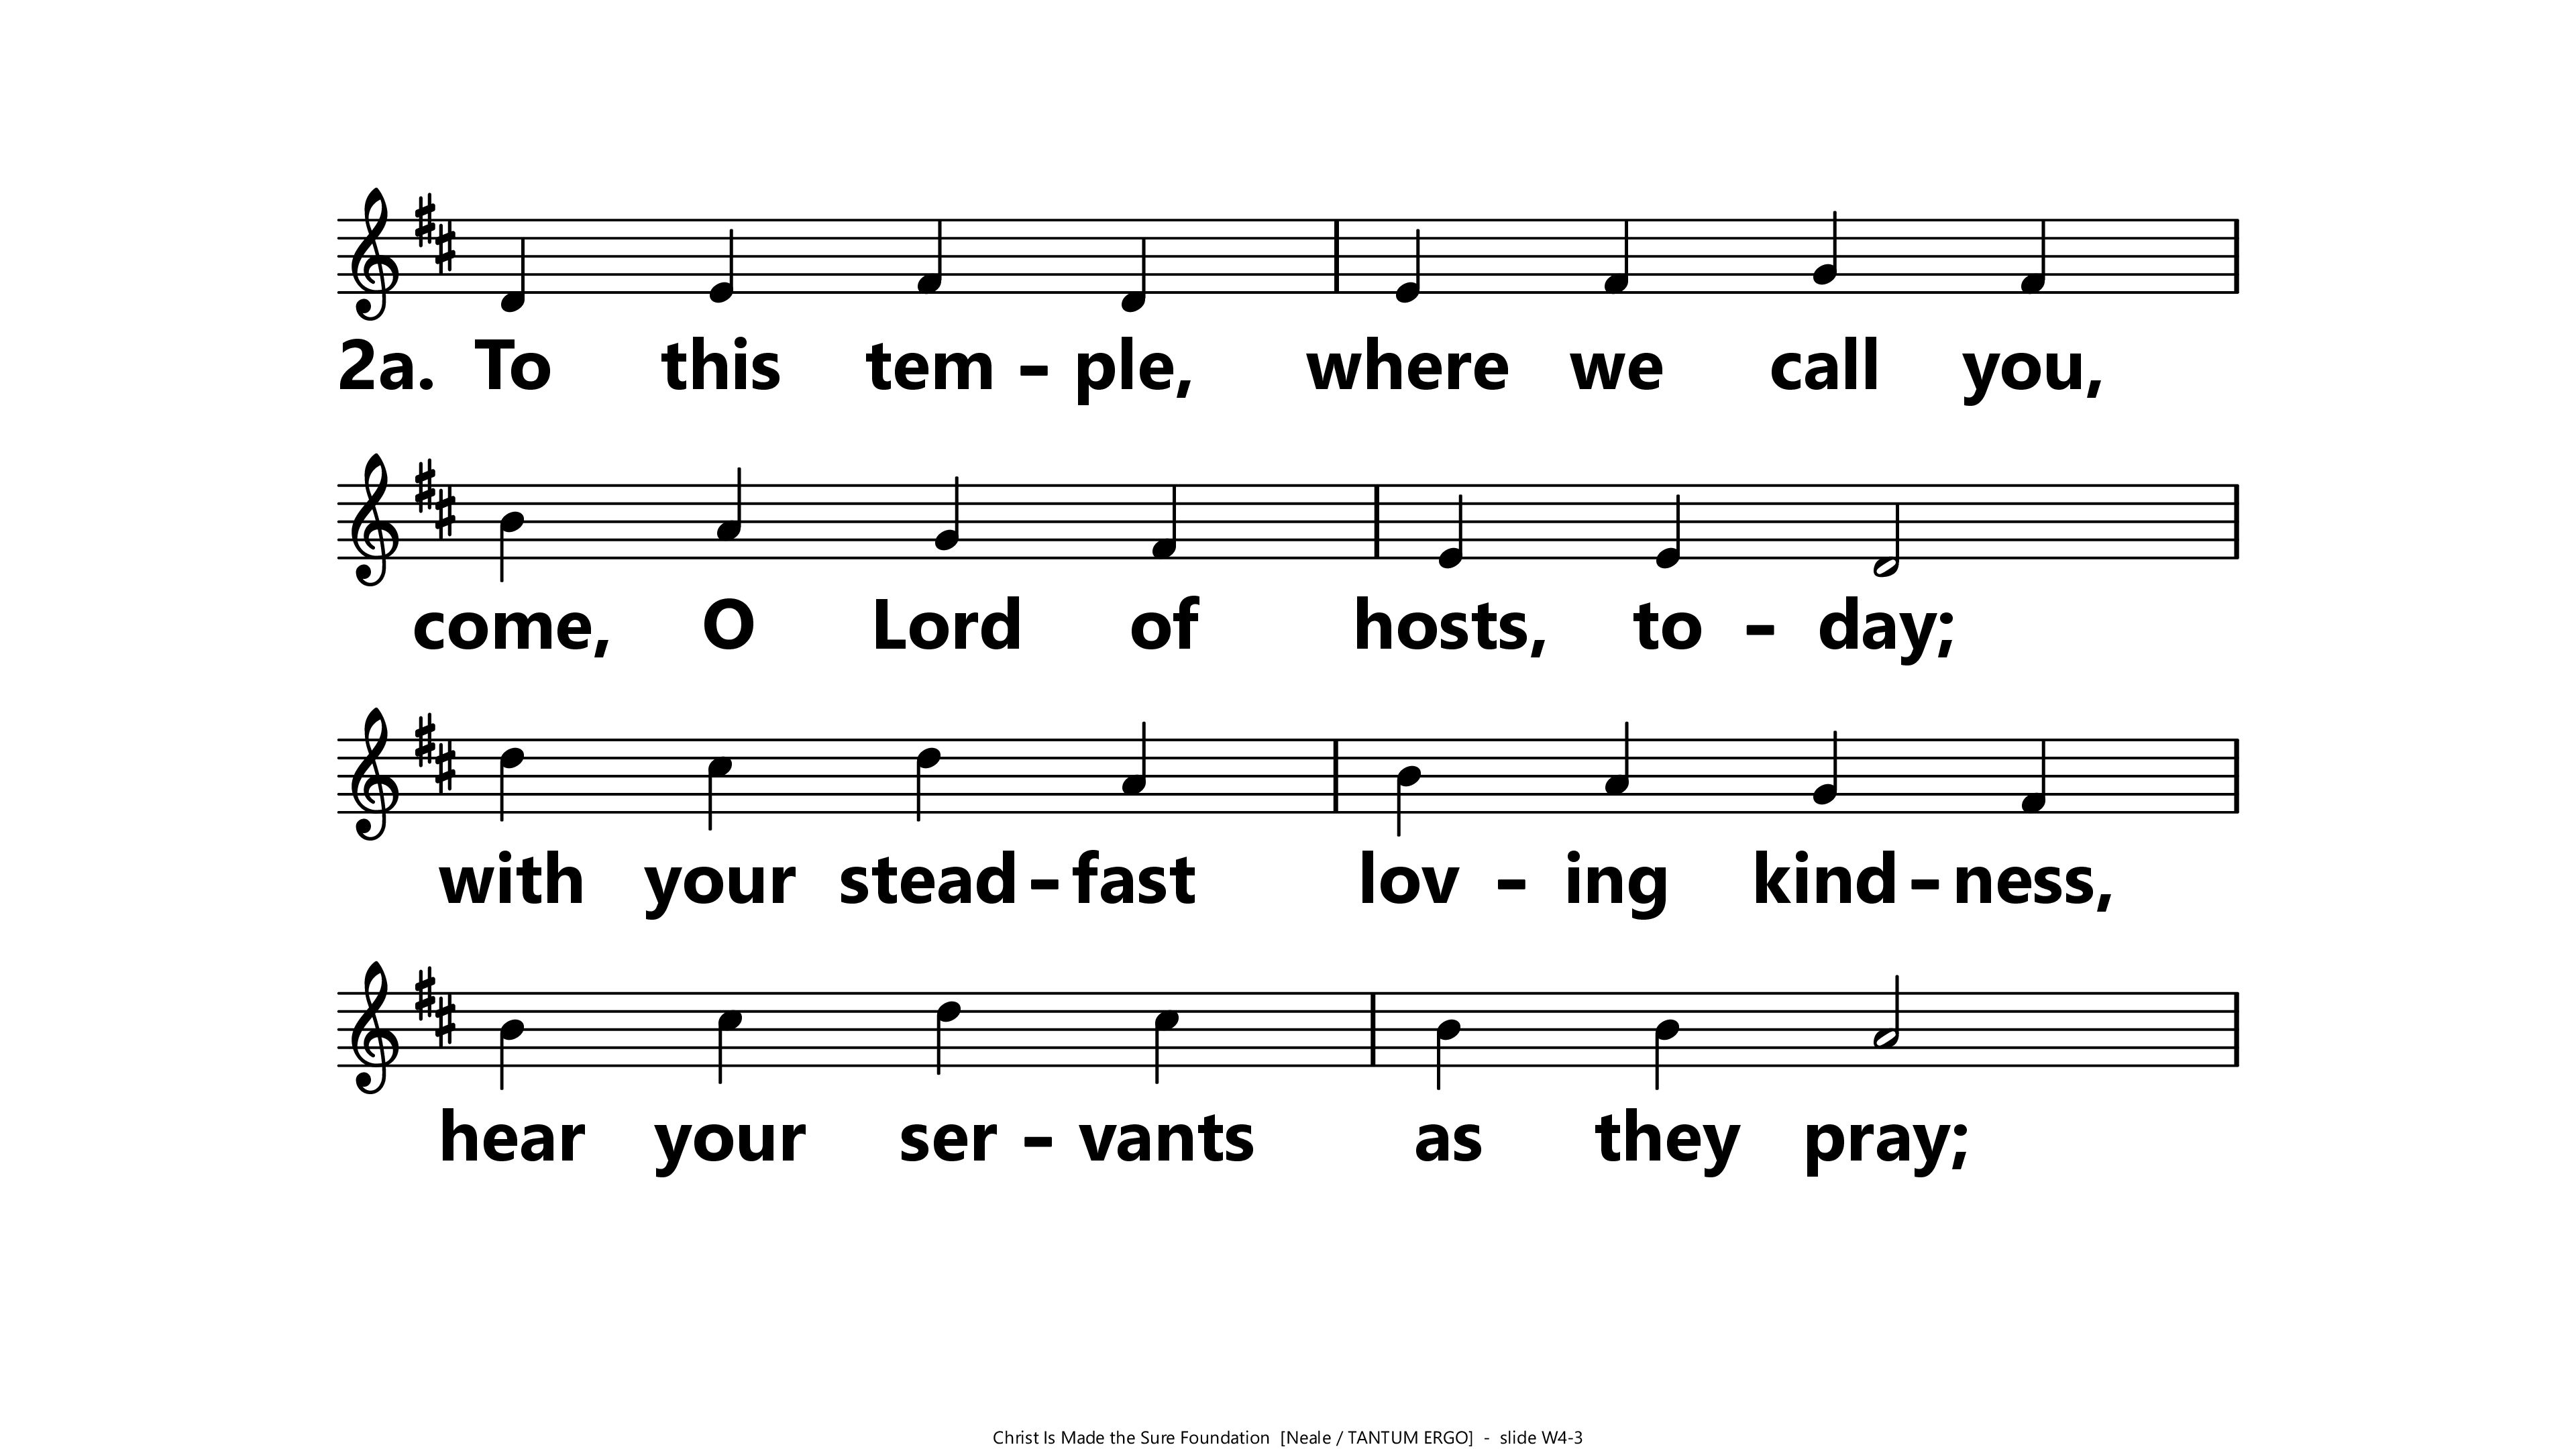 2a. To this tem - ple, where we call you,
come, O Lord of hosts, to - day;
with your stead - fast lov - ing kind - ness,
hear your ser - vants as they pray;
Christ Is Made the Sure Foundation [Neale / TANTUM ERGO] - slide W4-3